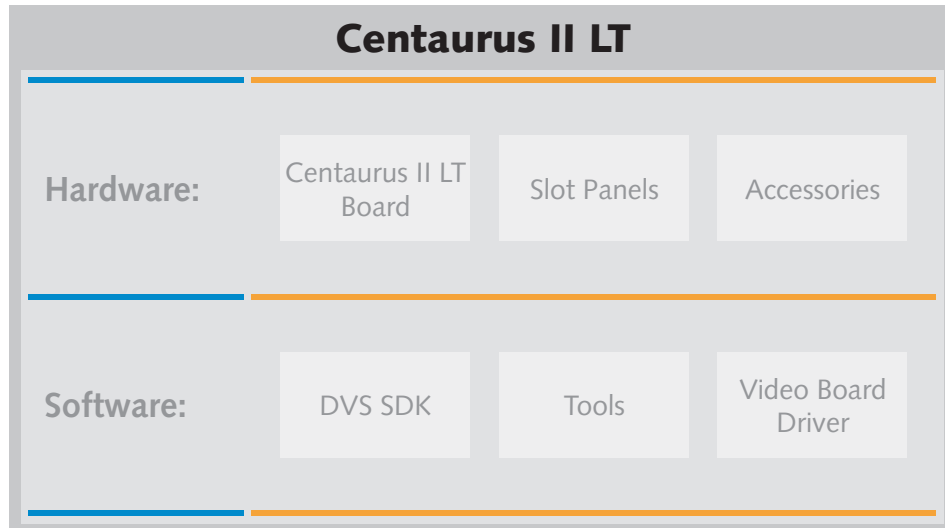 Centaurus II LT
Hardware:
Centaurus II LT
Board
Slot Panels
Accessories
Software:
DVS SDK
Tools
Video Board
Driver